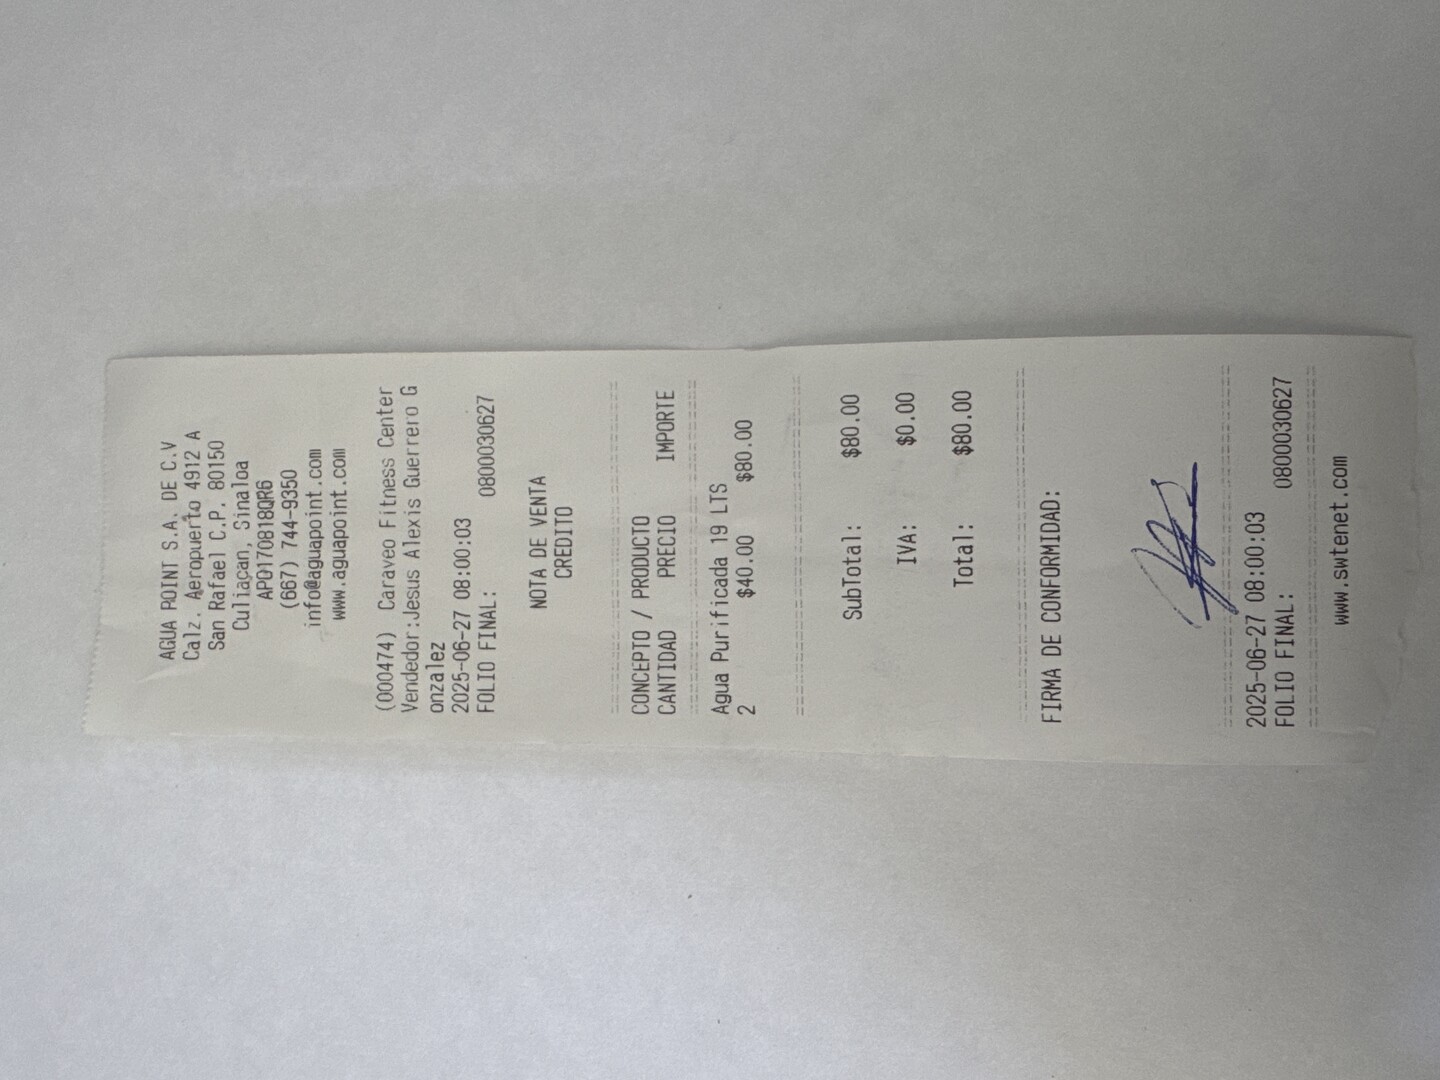 AGUA POINT S.A. DE C.V
Calz. Aeropuerto 4912 A
San Rafael C.P. 80150
Culiacan, Sinaloa
APO170818QR6
(667) 744-9350
info@aguapoint.com
www.aguapoint.com
(000474) Caraveo Fitness Center
Vendedor:Jesus Alexis Guerrero G
onzalez
2025-06-27 08:00:03
FOLIO FINAL: 0800030627
NOTA DE VENTA
CREDITO
CONCEPTO / PRODUCTO
CANTIDAD PRECIO IMPORTE
Agua Purificada 19 LTS
2 $40.00 $80.00
SubTotal: $80.00
IVA: $0.00
Total: $80.00
FIRMA DE CONFORMIDAD:
2025-06-27 08:00:03
FOLIO FINAL: 0800030627
www.swtenet.com